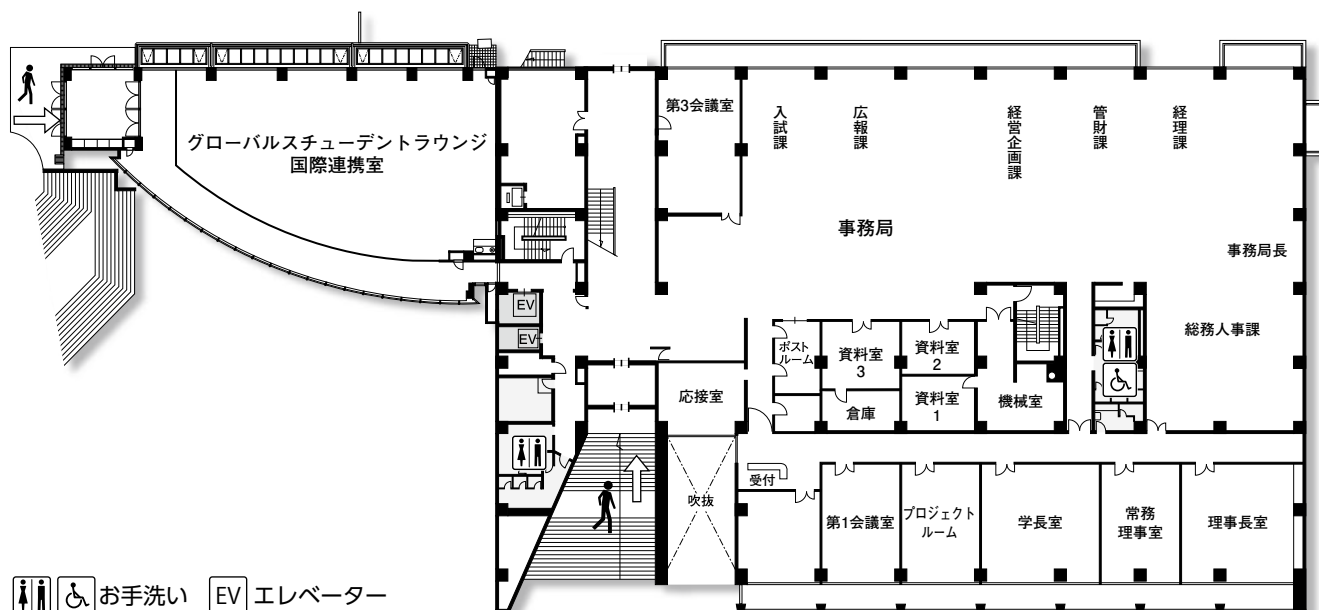 グローバルスチューデントラウンジ
国際連携室
第3会議室
入試課
広報課
経営企画課
管財課
経理課
事務局
事務局長
総務人事課
EV
EV
ポスト
ルーム
資料室
3
資料室
2
応接室
倉庫
資料室
1
機械室
受付
吹抜
第1会議室
プロジェクト
ルーム
学長室
常務
理事室
理事長室
お手洗い
EV エレベーター